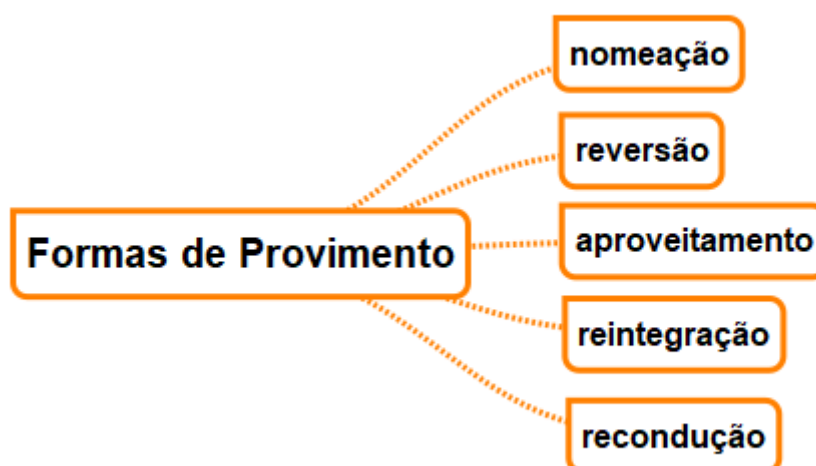 nomeação
reversão
Formas de Provimento
aproveitamento
reintegração
recondução